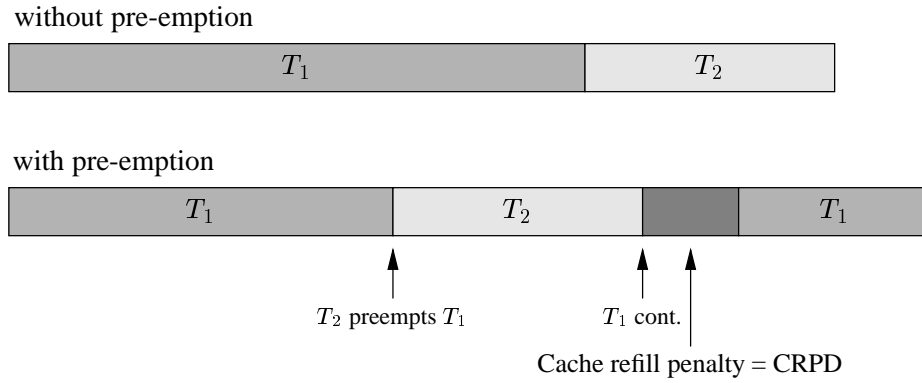 without pre-emption
T₁ T₂
with pre-emption
T₁ T₂ T₁
T₂ preempts T₁ T₁ cont.
Cache refill penalty = CRPD